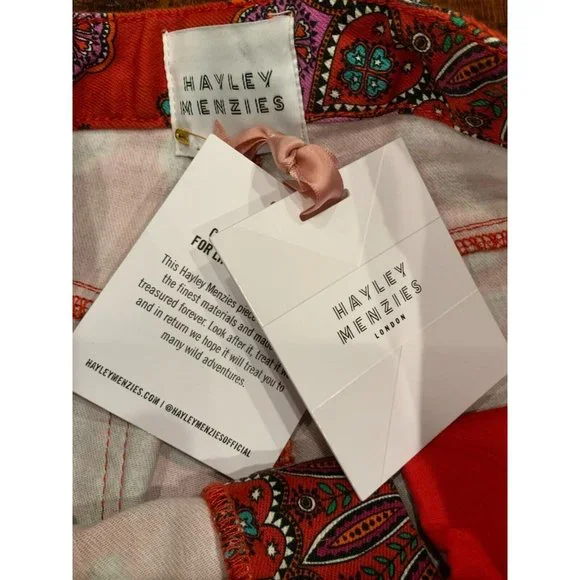 HAYLEY
MENZIES
FOR
This Hayley Menzies piece
the finest materials and made
treasured forever. Look after it, treat it
and in return we hope it will treat you to
many wild adventures.
HAYLEYMENZIES.COM | @HAYLEYMENZIESOFFICIAL
HAYLEY
MENZIES
LONDON